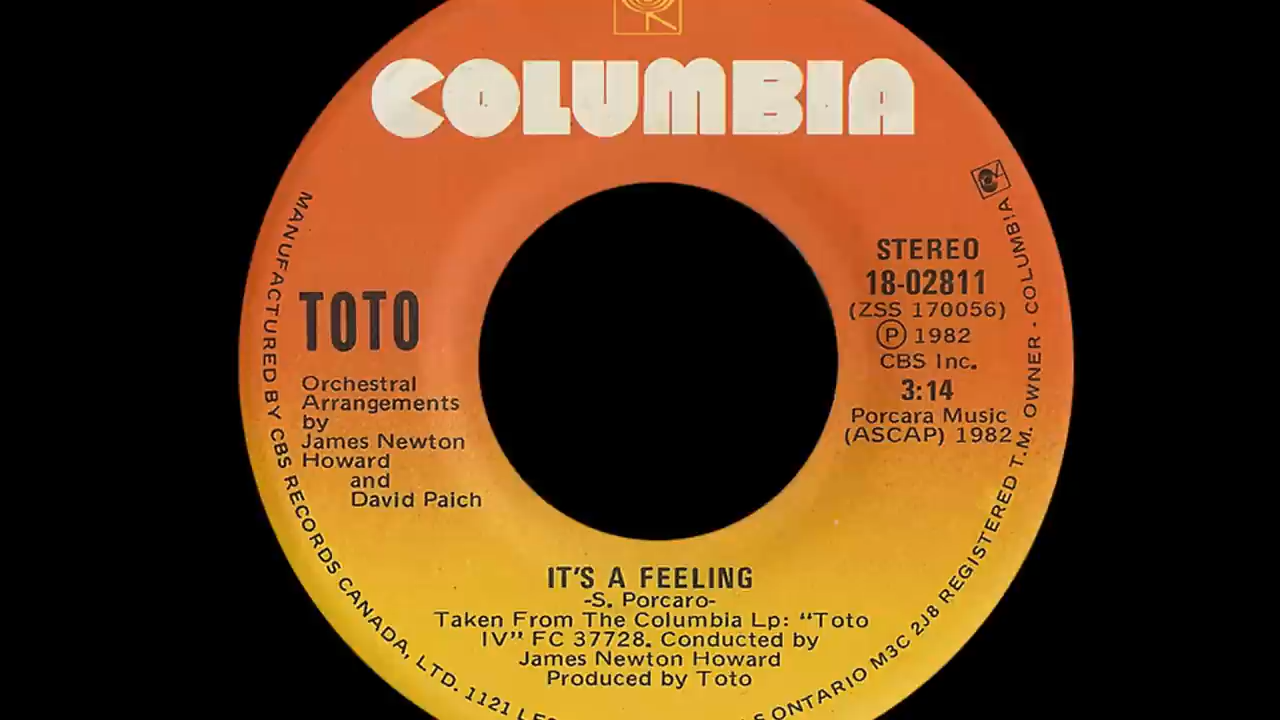 COLUMBIA
TOTO
Orchestral
Arrangements
by
James Newton
Howard
and
David Paich
STEREO
18-02811
(ZSS 170056)
Ⓟ 1982
CBS Inc.
3:14
Porcara Music
(ASCAP) 1982
IT'S A FEELING
-S. Porcaro-
Taken From The Columbia Lp: “Toto
IV” FC 37728. Conducted by
James Newton Howard
Produced by Toto
MANUFACTURED BY CBS RECORDS CANADA, LTD. 1121
ONTARIO M3C 2J8 REGISTERED T.M. OWNER - COLUMBIA